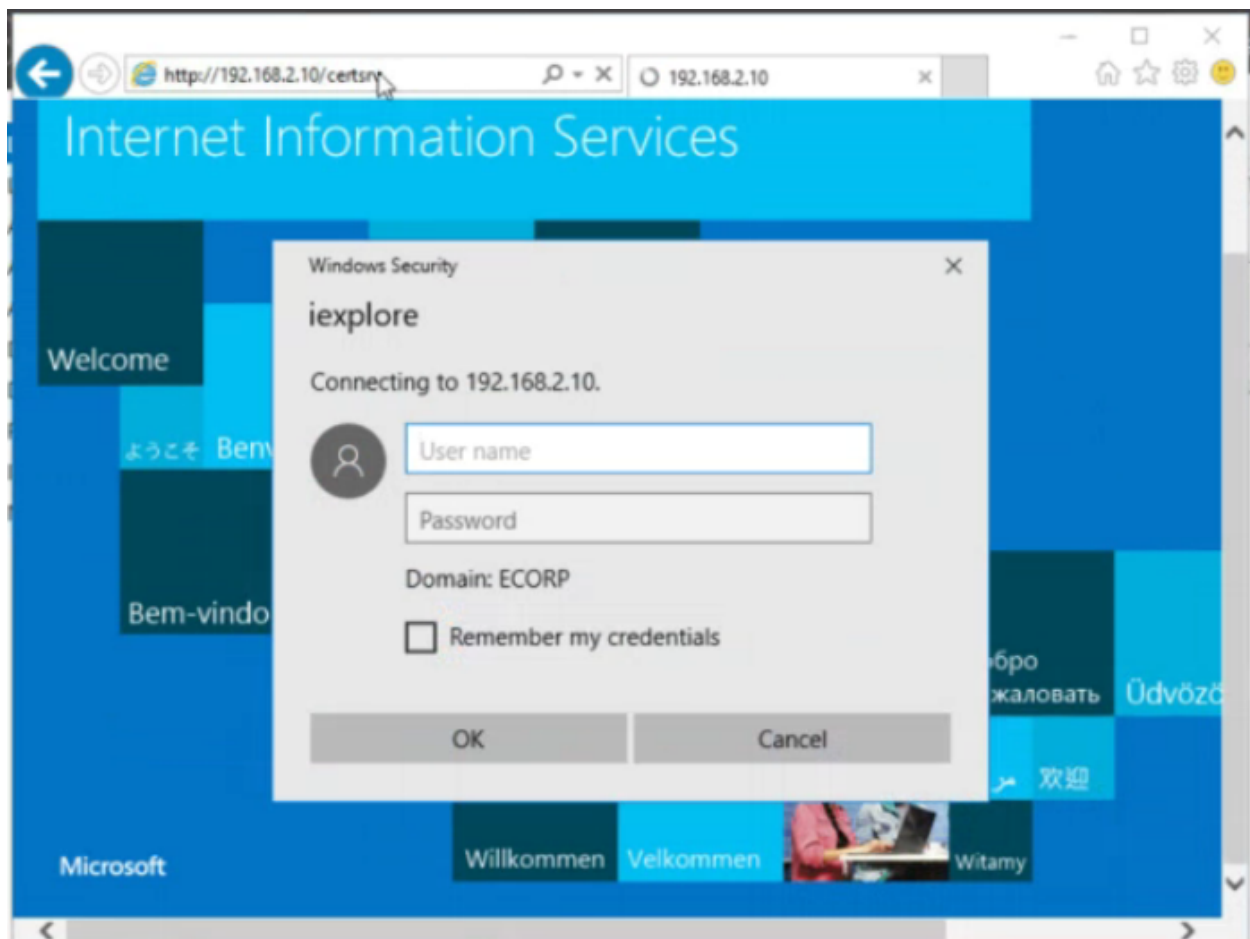 http://192.168.2.10/certsrv
192.168.2.10
Internet Information Services
Windows Security
iexplore
Connecting to 192.168.2.10.
User name
Password
Domain: ECORP
Remember my credentials
OK
Cancel
Welcome
ようこそ
Bem-vindo
жаловать
欢迎
Microsoft
Willkommen
Velkommen
Witamy